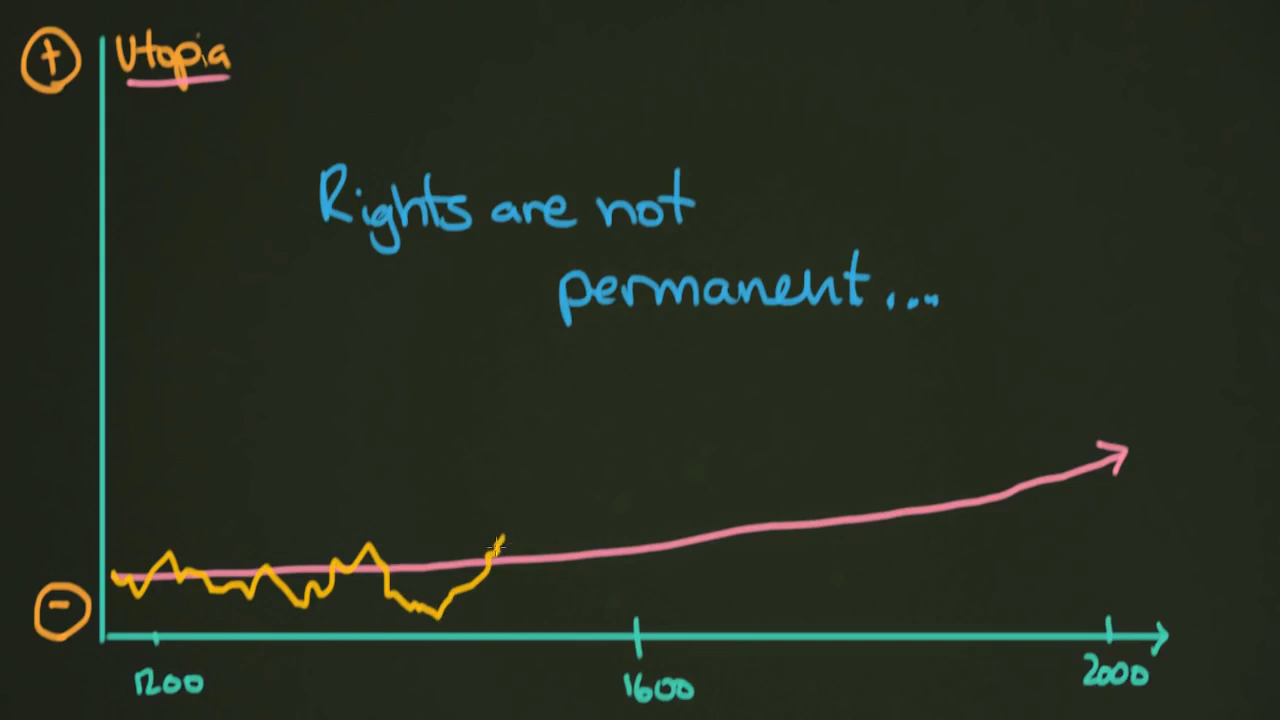 + Utopia
Rights are not
permanent...
-
1200 1600 2000